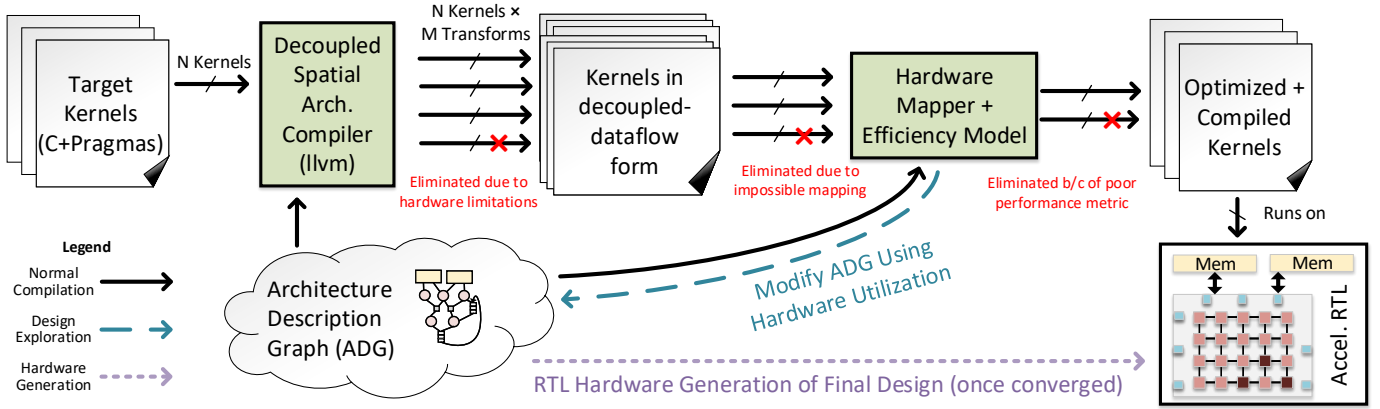 Target
Kernels
(C+Pragmas)
N Kernels
Decoupled
Spatial
Arch.
Compiler
(llvm)
N Kernels ×
M Transforms
Eliminated due to
hardware limitations
Kernels in
decoupled-
dataflow
form
Eliminated due to
impossible mapping
Hardware
Mapper +
Efficiency Model
Eliminated b/c of poor
performance metric
Optimized +
Compiled
Kernels
Runs on
Legend
Normal
Compilation
Design
Exploration
Hardware
Generation
Architecture
Description
Graph (ADG)
Modify ADG Using
Hardware Utilization
RTL Hardware Generation of Final Design (once converged)
Mem
Mem
Accel. RTL